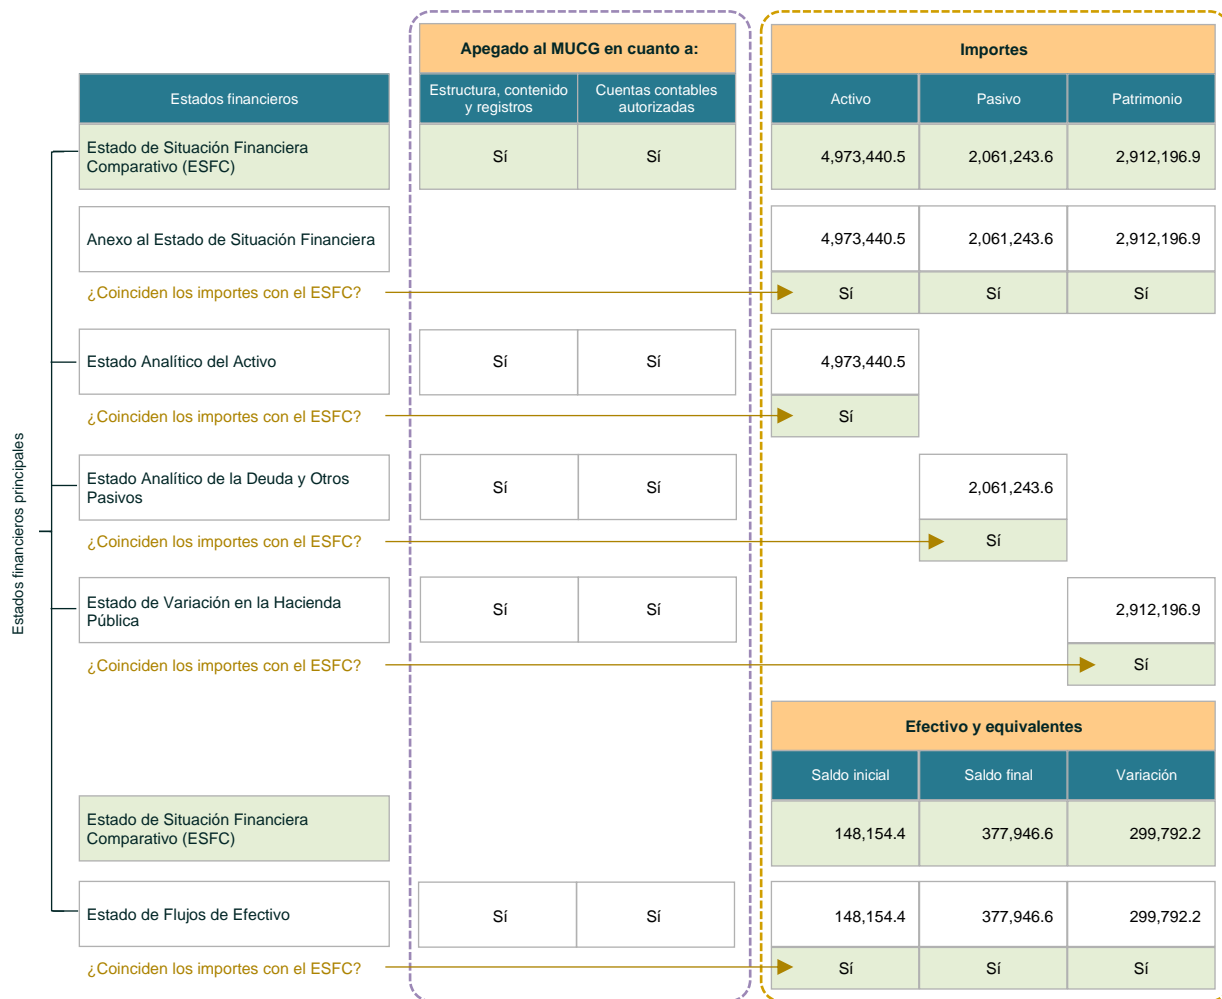 Apegado al MUCG en cuanto a:
Importes
Estados financieros
Estructura, contenido
y registros
Cuentas contables
autorizadas
Activo
Pasivo
Patrimonio
Estado de Situación Financiera
Comparativo (ESFC)
Sí
Sí
4,973,440.5
2,061,243.6
2,912,196.9
Anexo al Estado de Situación Financiera
4,973,440.5
2,061,243.6
2,912,196.9
¿Coinciden los importes con el ESFC?
Sí
Sí
Sí
Estado Analítico del Activo
Sí
Sí
4,973,440.5
¿Coinciden los importes con el ESFC?
Sí
Estados financieros principales
Estado Analítico de la Deuda y Otros
Pasivos
Sí
Sí
2,061,243.6
¿Coinciden los importes con el ESFC?
Sí
Estado de Variación en la Hacienda
Pública
Sí
Sí
2,912,196.9
¿Coinciden los importes con el ESFC?
Sí
Efectivo y equivalentes
Saldo inicial
Saldo final
Variación
Estado de Situación Financiera
Comparativo (ESFC)
148,154.4
377,946.6
299,792.2
Estado de Flujos de Efectivo
Sí
Sí
148,154.4
377,946.6
299,792.2
¿Coinciden los importes con el ESFC?
Sí
Sí
Sí